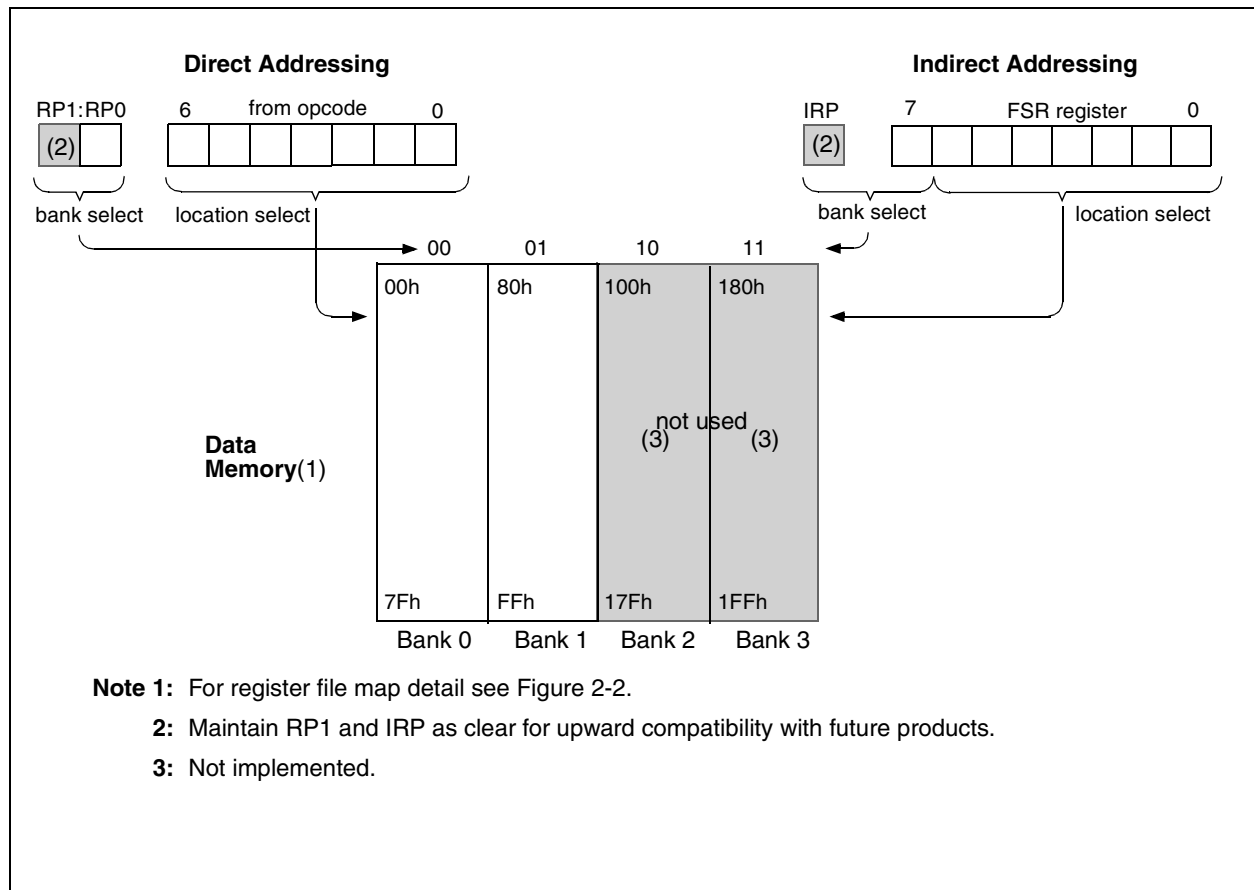 Direct Addressing
Indirect Addressing
RP1:RP0 6 from opcode 0
IRP 7 FSR register 0
(2)
(2)
bank select location select
bank select location select
00 01 10 11
00h 80h 100h 180h
not used
(3) (3)
Data
Memory(1)
7Fh FFh 17Fh 1FFh
Bank 0 Bank 1 Bank 2 Bank 3
Note 1: For register file map detail see Figure 2-2.
2: Maintain RP1 and IRP as clear for upward compatibility with future products.
3: Not implemented.